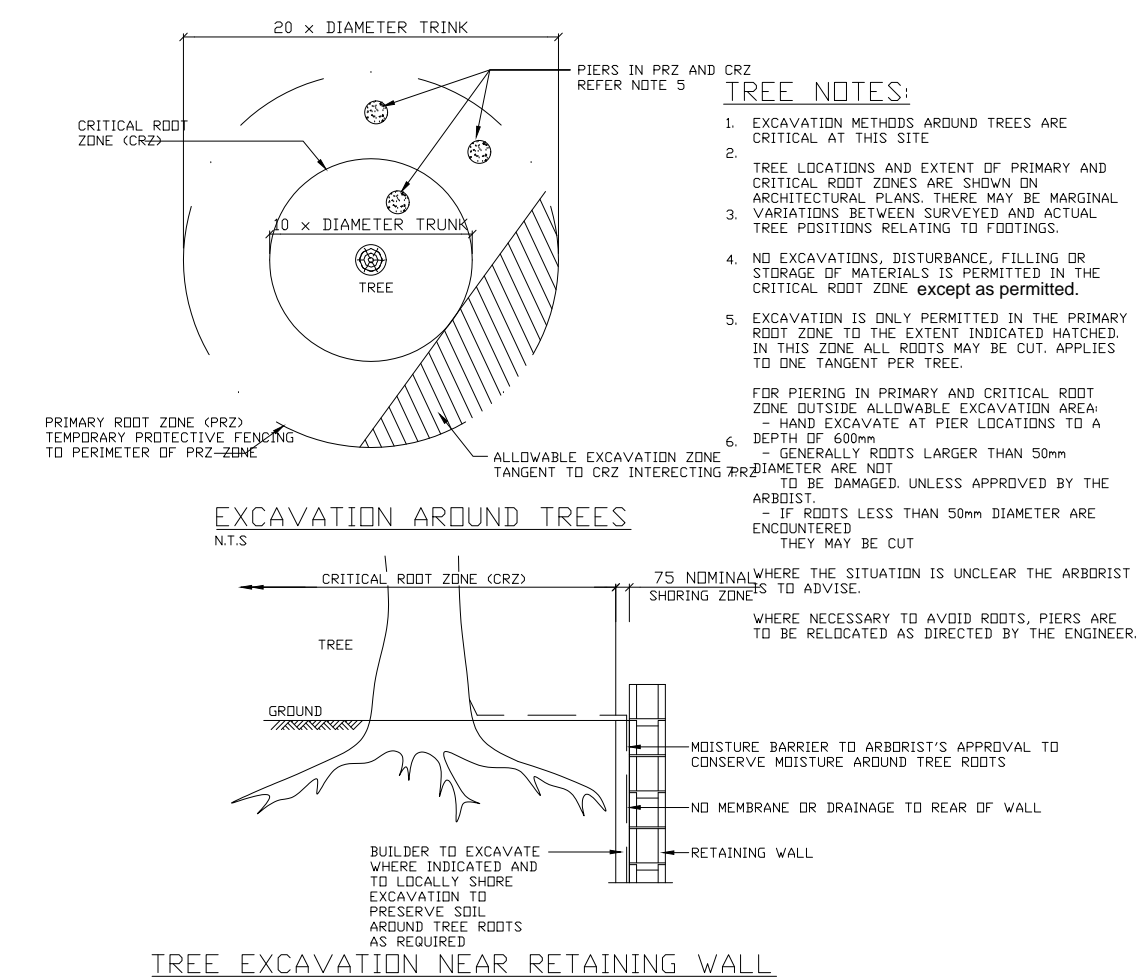 20 x DIAMETER TRINK
PIERS IN PRZ AND CRZ
REFER NOTE 5
CRITICAL ROOT
ZONE (CRZ)
10 x DIAMETER TRUNK
TREE
PRIMARY ROOT ZONE (PRZ)
TEMPORARY PROTECTIVE FENCING
TO PERIMETER OF PRZ ZONE
ALLOWABLE EXCAVATION ZONE
TANGENT TO CRZ INTERECTING PRZ
EXCAVATION AROUND TREES
N.T.S
TREE NOTES:
1. EXCAVATION METHODS AROUND TREES ARE
CRITICAL AT THIS SITE
2.
TREE LOCATIONS AND EXTENT OF PRIMARY AND
CRITICAL ROOT ZONES ARE SHOWN ON
ARCHITECTURAL PLANS. THERE MAY BE MARGINAL
3. VARIATIONS BETWEEN SURVEYED AND ACTUAL
TREE POSITIONS RELATING TO FOOTINGS.
4. NO EXCAVATIONS, DISTURBANCE, FILLING OR
STORAGE OF MATERIALS IS PERMITTED IN THE
CRITICAL ROOT ZONE except as permitted.
5. EXCAVATION IS ONLY PERMITTED IN THE PRIMARY
ROOT ZONE TO THE EXTENT INDICATED HATCHED.
IN THIS ZONE ALL ROOTS MAY BE CUT. APPLIES
TO ONE TANGENT PER TREE.
FOR PIERING IN PRIMARY AND CRITICAL ROOT
ZONE OUTSIDE ALLOWABLE EXCAVATION AREA:
- HAND EXCAVATE AT PIER LOCATIONS TO A
6. DEPTH OF 600mm
- GENERALLY ROOTS LARGER THAN 50mm
7. DIAMETER ARE NOT
TO BE DAMAGED. UNLESS APPROVED BY THE
ARBOIST.
- IF ROOTS LESS THAN 50mm DIAMETER ARE
ENCOUNTERED
THEY MAY BE CUT
WHERE THE SITUATION IS UNCLEAR THE ARBORIST
IS TO ADVISE.
WHERE NECESSARY TO AVOID ROOTS, PIERS ARE
TO BE RELOCATED AS DIRECTED BY THE ENGINEER.
CRITICAL ROOT ZONE (CRZ)
75 NOMINAL
SHORING ZONE
TREE
GROUND
MOISTURE BARRIER TO ARBORIST'S APPROVAL TO
CONSERVE MOISTURE AROUND TREE ROOTS
NO MEMBRANE OR DRAINAGE TO REAR OF WALL
RETAINING WALL
BUILDER TO EXCAVATE
WHERE INDICATED AND
TO LOCALLY SHORE
EXCAVATION TO
PRESERVE SOIL
AROUND TREE ROOTS
AS REQUIRED
TREE EXCAVATION NEAR RETAINING WALL